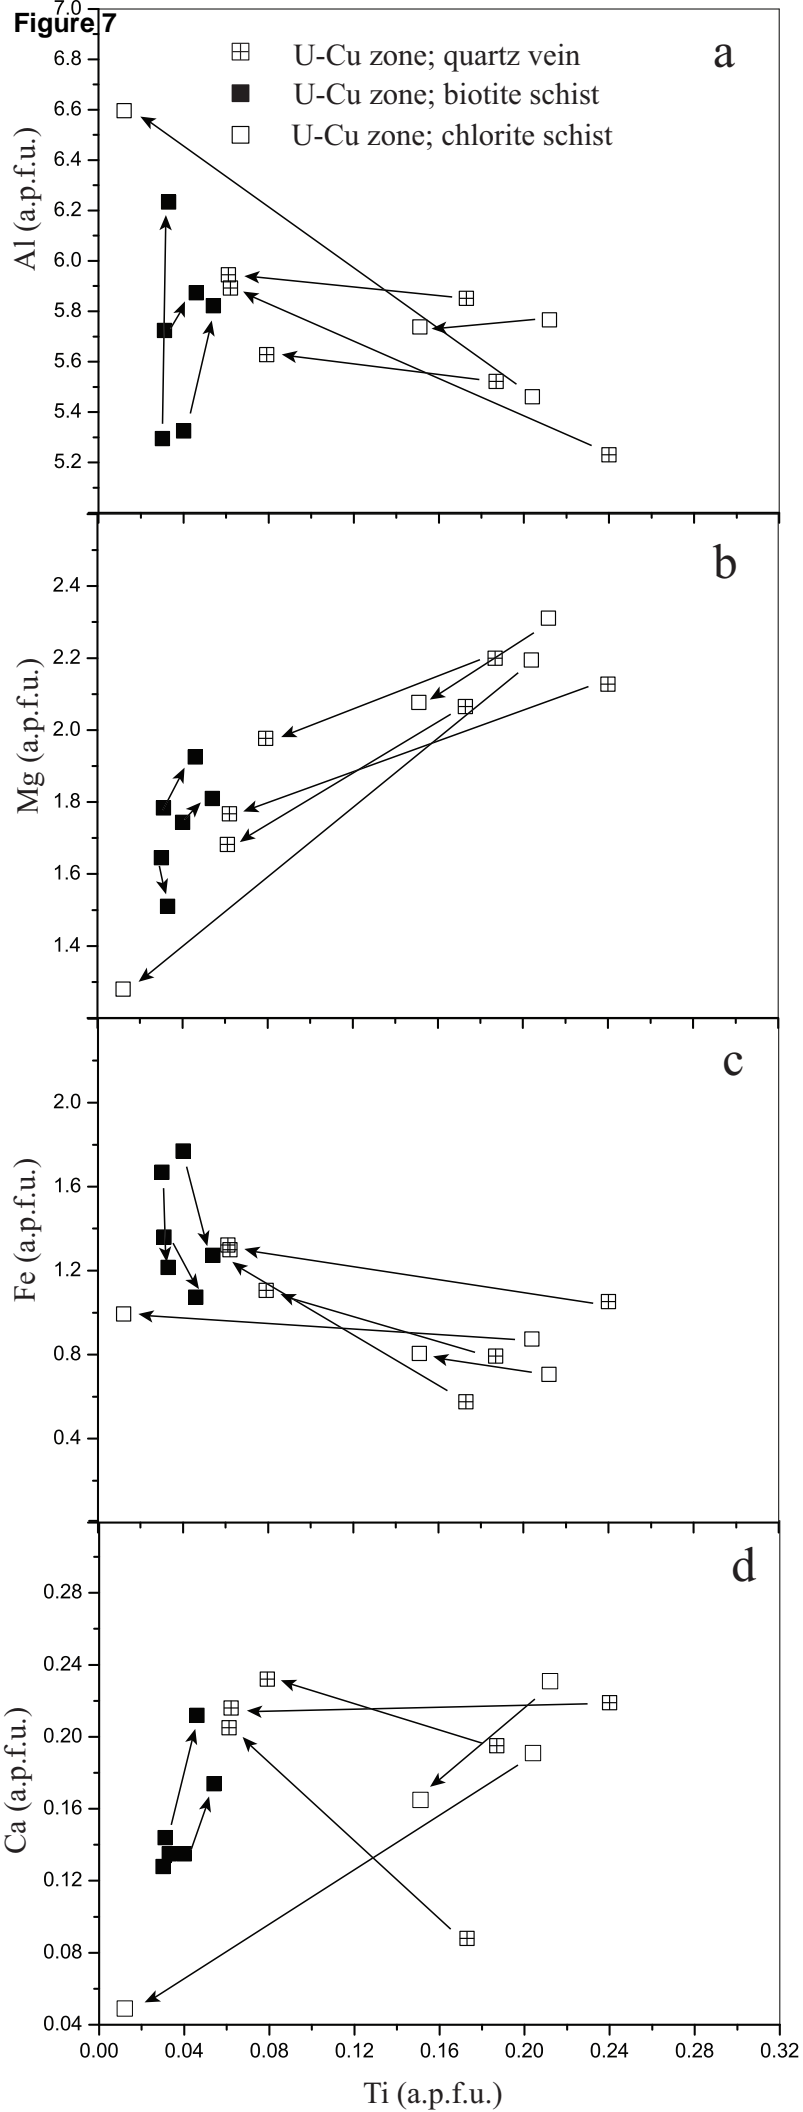 Figure 7
7.0
a
U-Cu zone; quartz vein
U-Cu zone; biotite schist
U-Cu zone; chlorite schist
6.8
6.6
6.4
6.2
6.0
5.8
5.6
5.4
5.2
Al (a.p.f.u.)
b
2.4
2.2
2.0
1.8
1.6
1.4
Mg (a.p.f.u.)
c
2.0
1.6
1.2
0.8
0.4
Fe (a.p.f.u.)
d
0.28
0.24
0.20
0.16
0.12
0.08
0.04
Ca (a.p.f.u.)
0.00 0.04 0.08 0.12 0.16 0.20 0.24 0.28 0.32
Ti (a.p.f.u.)